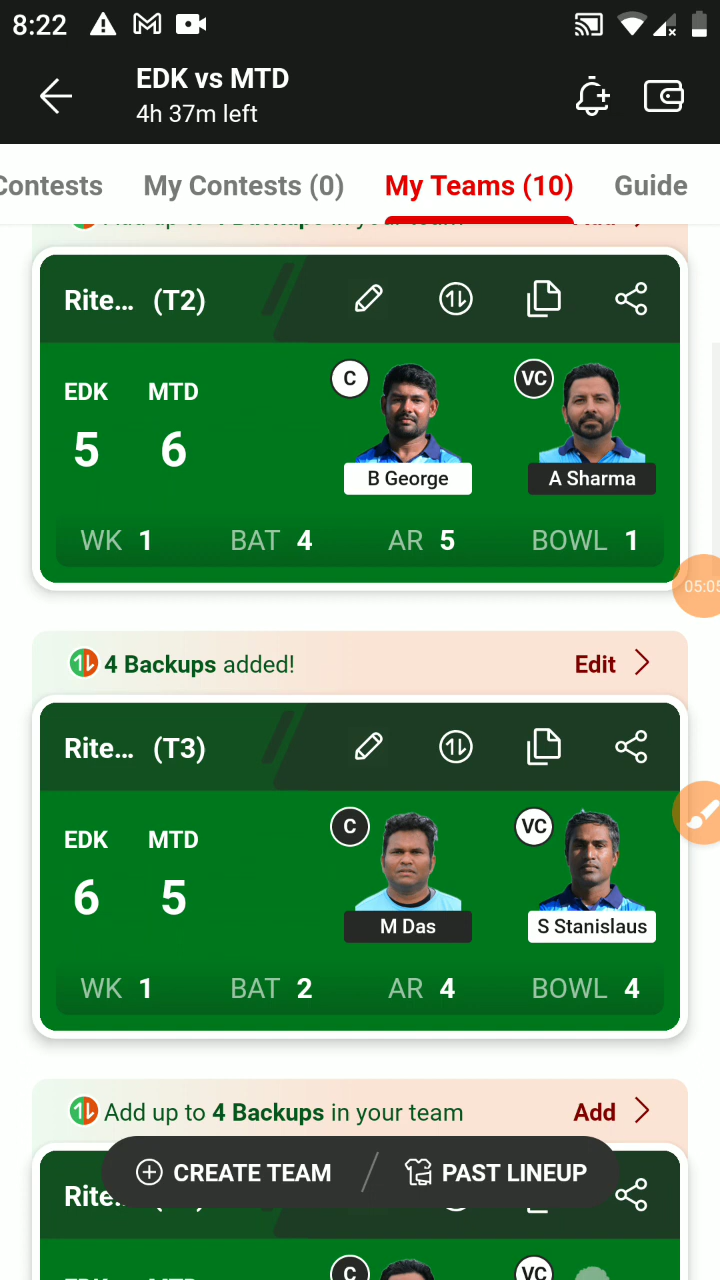 8:22
EDK vs MTD
4h 37m left
Contests My Contests (0) My Teams (10) Guide
Rite... (T2)
EDK MTD
5 6
C VC
B George A Sharma
WK 1 BAT 4 AR 5 BOWL 1
05:05
4 Backups added! Edit
Rite... (T3)
EDK MTD
6 5
C VC
M Das S Stanislaus
WK 1 BAT 2 AR 4 BOWL 4
Add up to 4 Backups in your team Add
CREATE TEAM / PAST LINEUP
Rite...
C VC